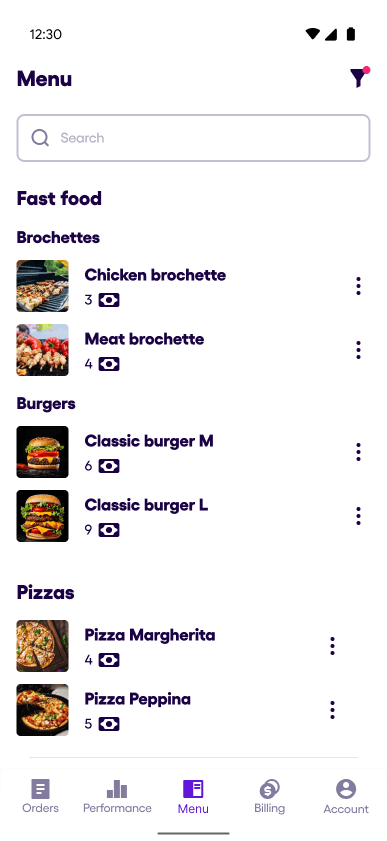 12:30
Menu
Search
Fast food
Brochettes
Chicken brochette
3
Meat brochette
4
Burgers
Classic burger M
6
Classic burger L
9
Pizzas
Pizza Margherita
4
Pizza Peppina
5
Orders Performance Menu Billing Account